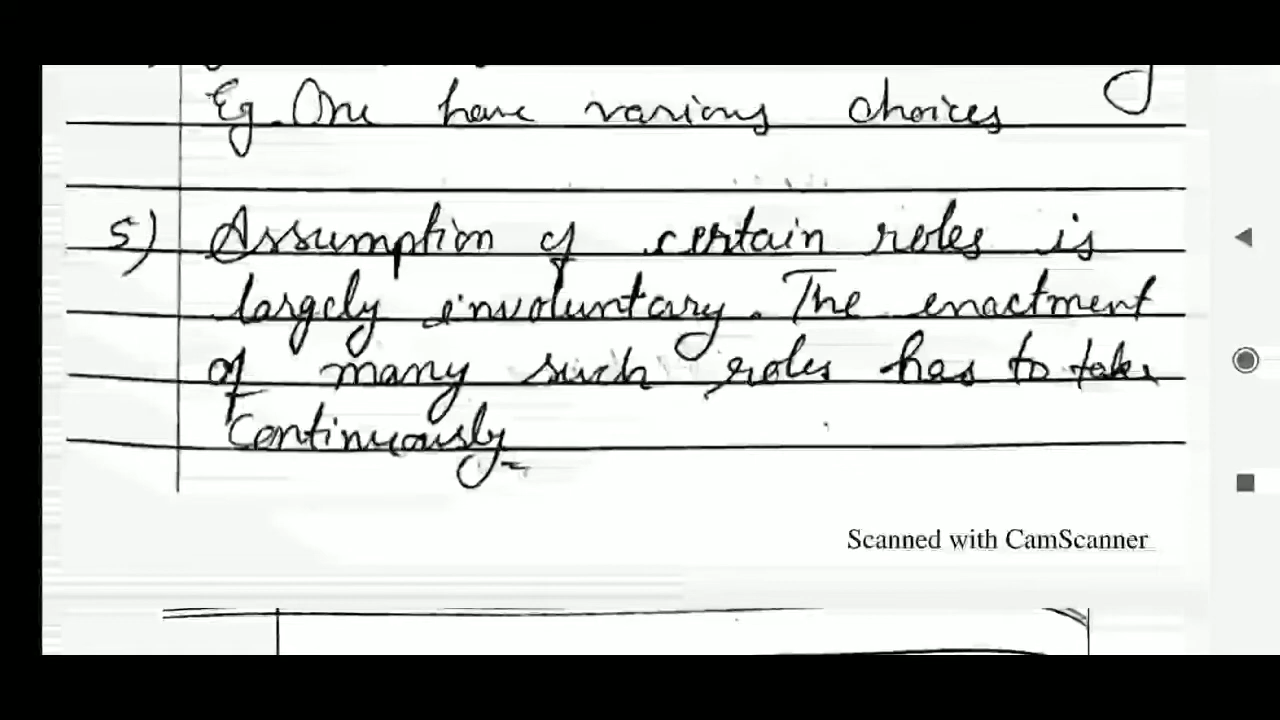 Eg. One have various choices
5) Assumption of certain roles is
largely involuntary. The enactment
of many such roles has to take
Continuously.
Scanned with CamScanner